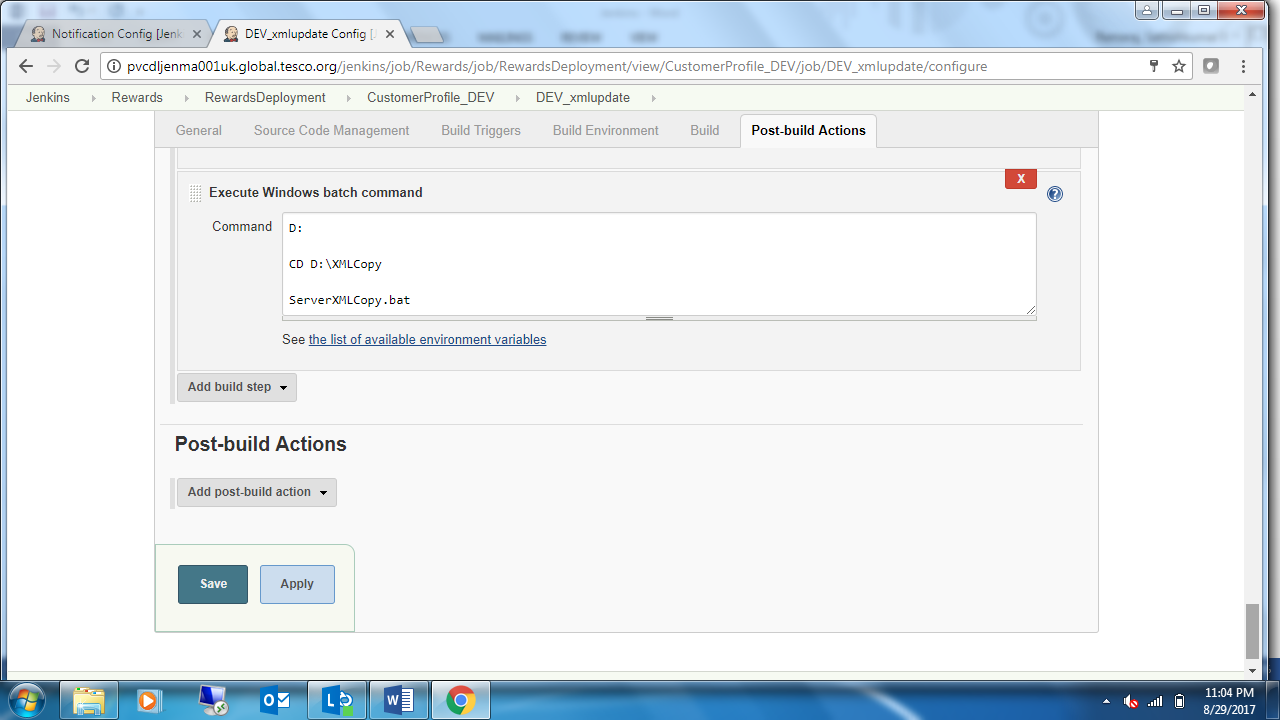 Notification Config [Jenk
DEV_xmlupdate Config [J
pvcdljenma001uk.global.tesco.org/jenkins/job/Rewards/job/RewardsDeployment/view/CustomerProfile_DEV/job/DEV_xmlupdate/configure
Jenkins Rewards RewardsDeployment CustomerProfile_DEV DEV_xmlupdate
General Source Code Management Build Triggers Build Environment Build Post-build Actions
X
Execute Windows batch command
Command
D:
CD D:\XMLCopy
ServerXMLCopy.bat
See the list of available environment variables
Add build step
Post-build Actions
Add post-build action
Save Apply
11:04 PM
8/29/2017